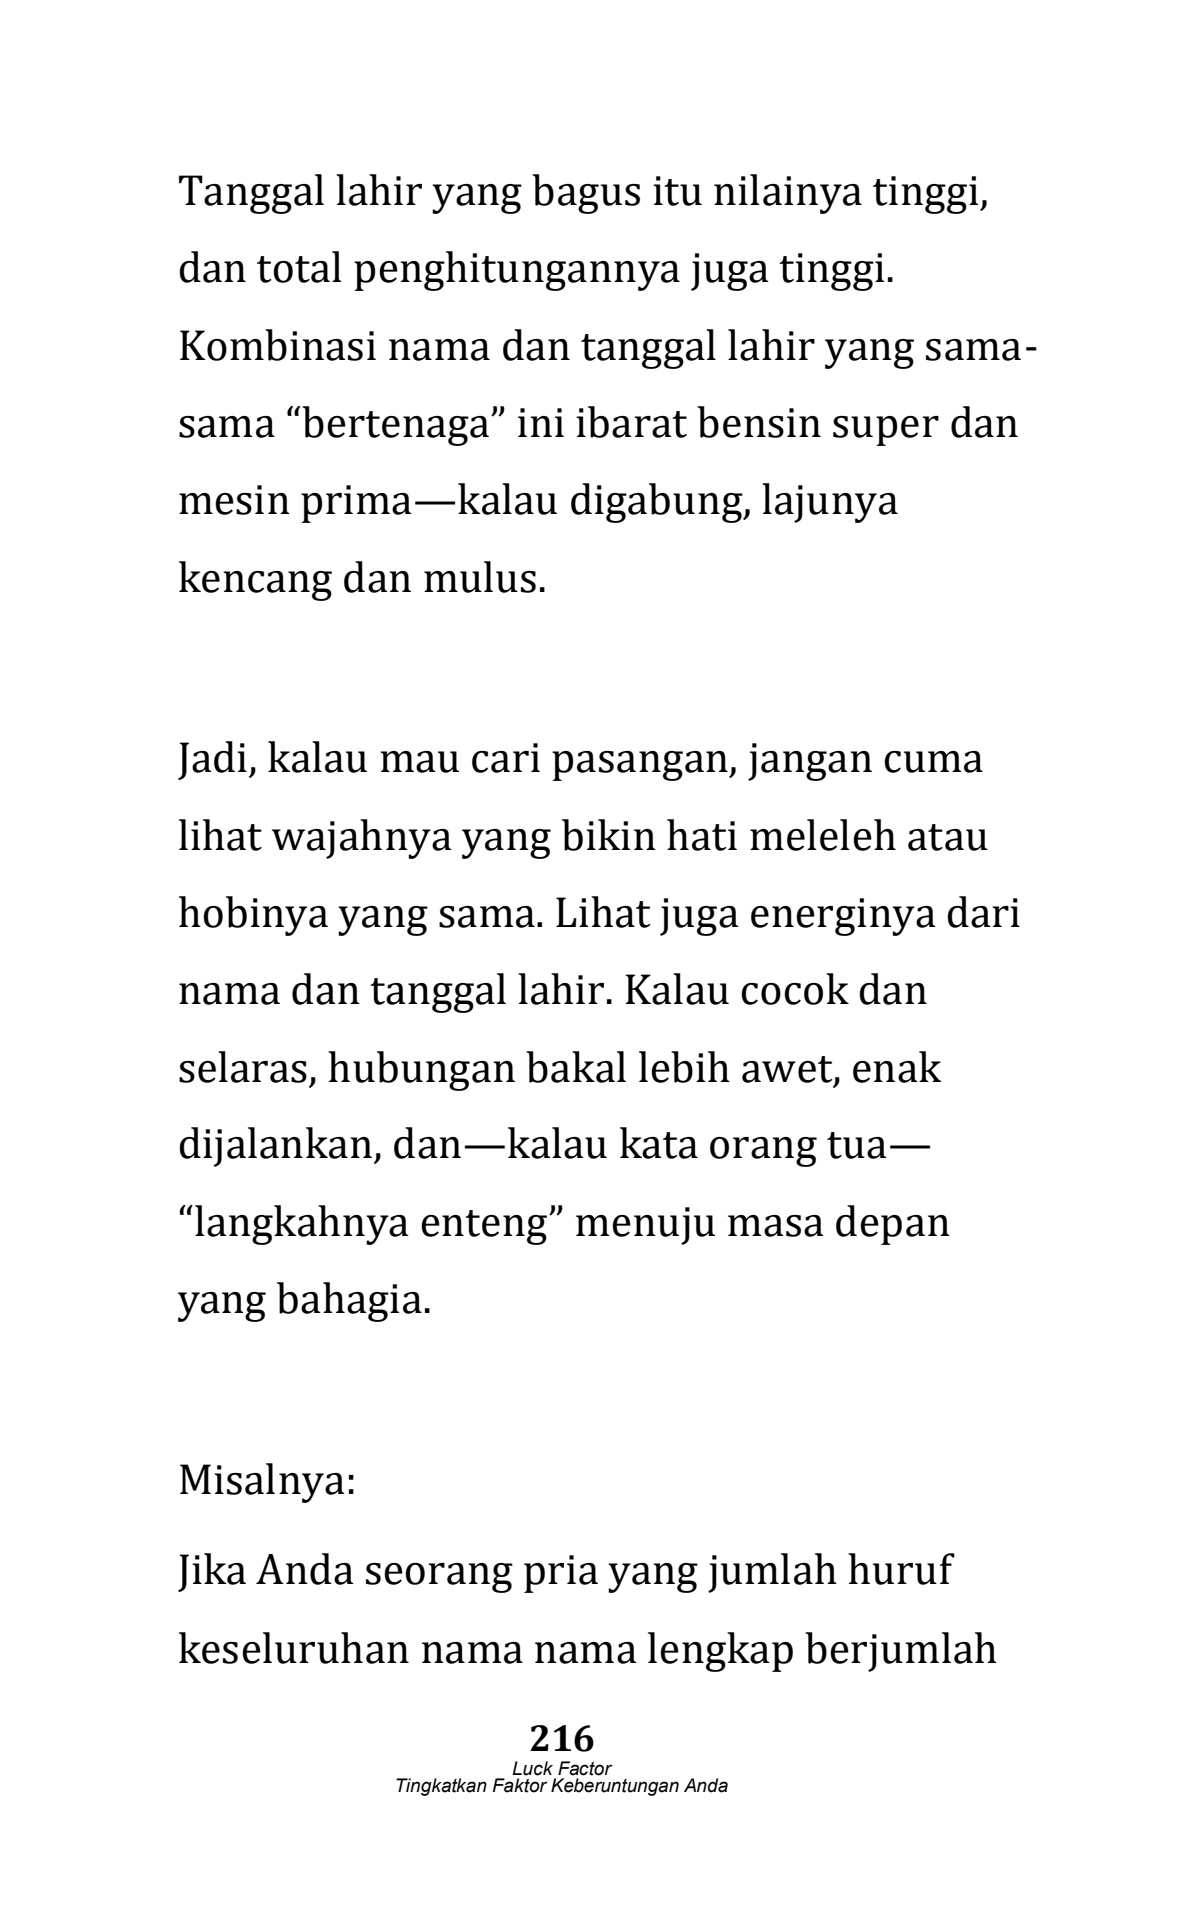 Tanggal lahir yang bagus itu nilainya tinggi,
dan total penghitungannya juga tinggi.
Kombinasi nama dan tanggal lahir yang sama-
sama “bertenaga” ini ibarat bensin super dan
mesin prima—kalau digabung, lajunya
kencang dan mulus.
Jadi, kalau mau cari pasangan, jangan cuma
lihat wajahnya yang bikin hati meleleh atau
hobinya yang sama. Lihat juga energinya dari
nama dan tanggal lahir. Kalau cocok dan
selaras, hubungan bakal lebih awet, enak
dijalankan, dan—kalau kata orang tua—
“langkahnya enteng” menuju masa depan
yang bahagia.
Misalnya:
Jika Anda seorang pria yang jumlah huruf
keseluruhan nama nama lengkap berjumlah
216
Luck Factor
Tingkatkan Faktor Keberuntungan Anda